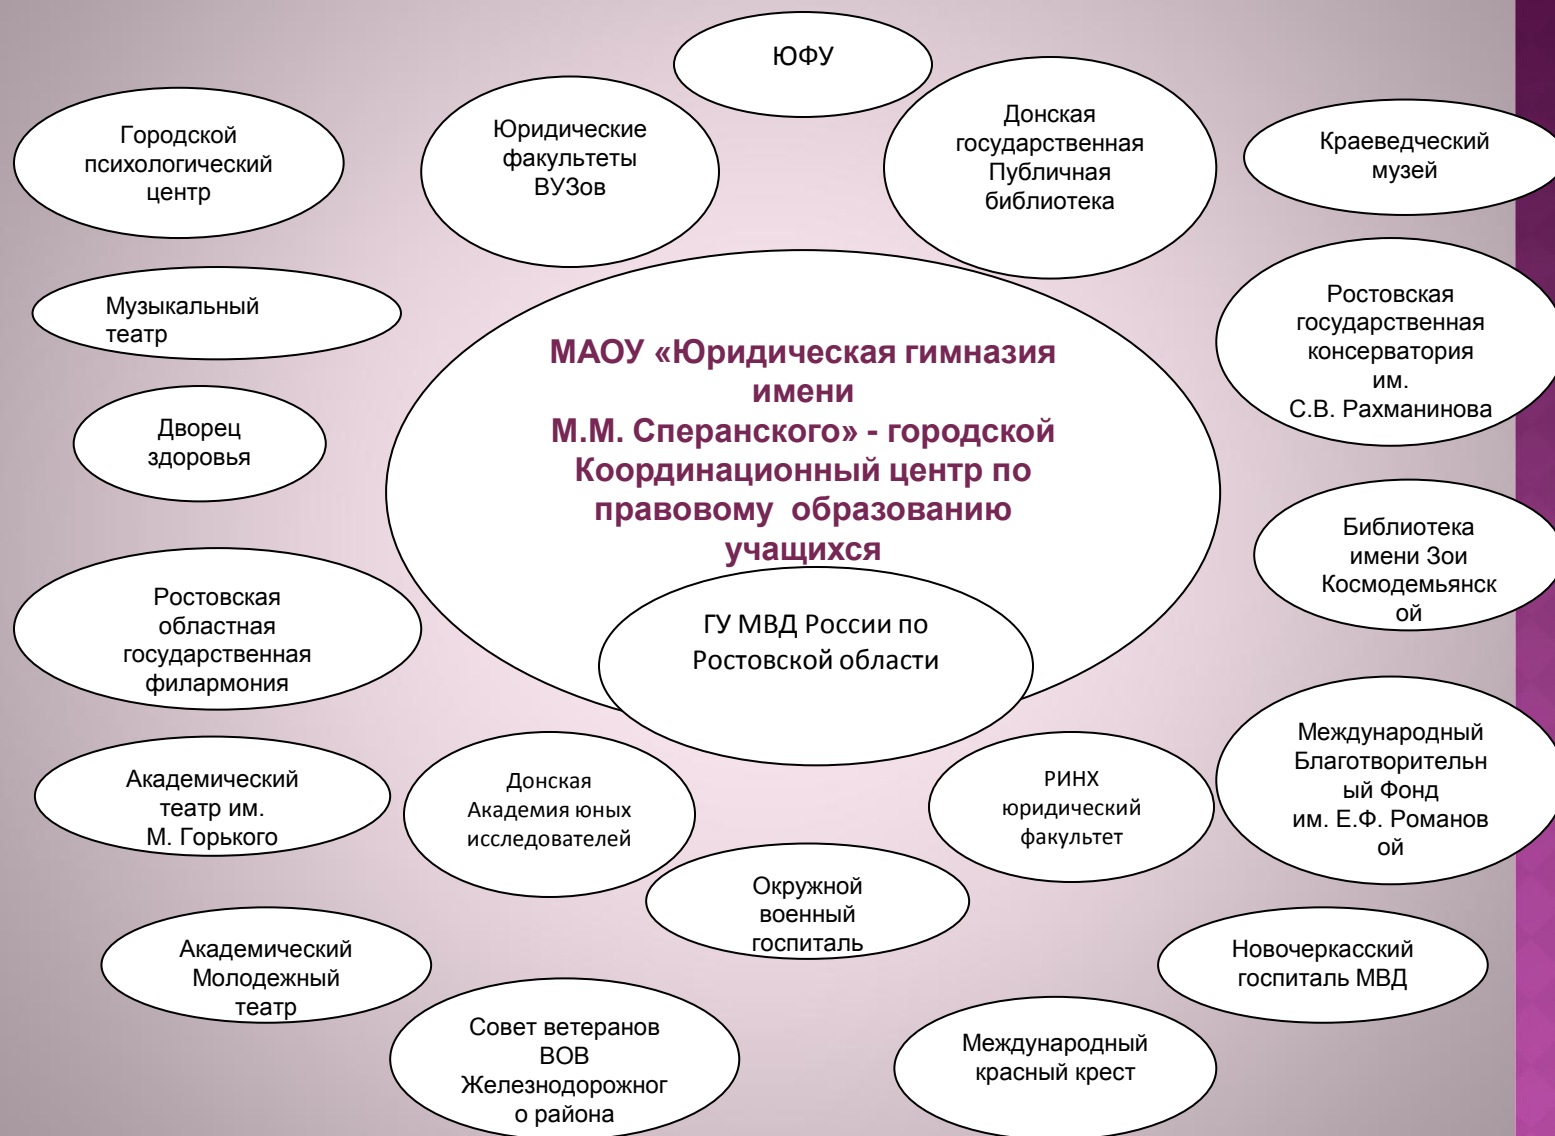 ЮФУ
Городской
психологический
центр
Юридические
факультеты
ВУЗов
Донская
государственная
Публичная
библиотека
Краеведческий
музей
Музыкальный
театр
Ростовская
государственная
консерватория
им.
С.В. Рахманинова
МАОУ «Юридическая гимназия
имени
М.М. Сперанского» - городской
Координационный центр по
правовому образованию
учащихся
Дворец
здоровья
Библиотека
имени Зои
Космодемьянск
ой
ГУ МВД России по
Ростовской области
Ростовская
областная
государственная
филармония
Международный
Благотворительн
ый Фонд
им. Е.Ф. Романов
ой
Академический
театр им.
М. Горького
Донская
Академия юных
исследователей
РИНХ
юридический
факультет
Окружной
военный
госпиталь
Академический
Молодежный
театр
Новочеркасский
госпиталь МВД
Совет ветеранов
ВОВ
Железнодорожног
о района
Международный
красный крест